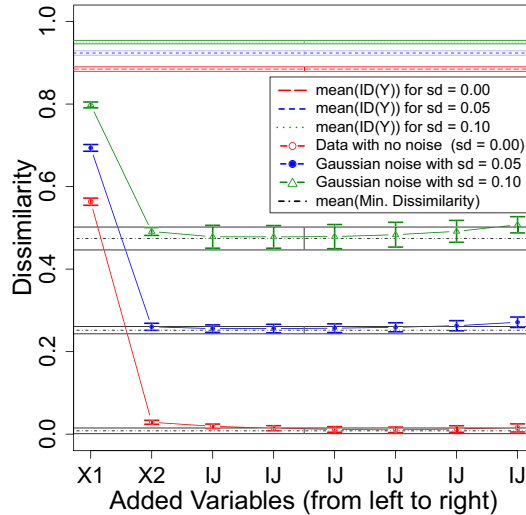 1.0
0.8
0.6
0.4
0.2
0.0
Dissimilarity
mean(ID(Y)) for sd = 0.00
mean(ID(Y)) for sd = 0.05
mean(ID(Y)) for sd = 0.10
Data with no noise (sd = 0.00)
Gaussian noise with sd = 0.05
Gaussian noise with sd = 0.10
mean(Min. Dissimilarity)
X1 X2 IJ IJ IJ IJ IJ IJ
Added Variables (from left to right)